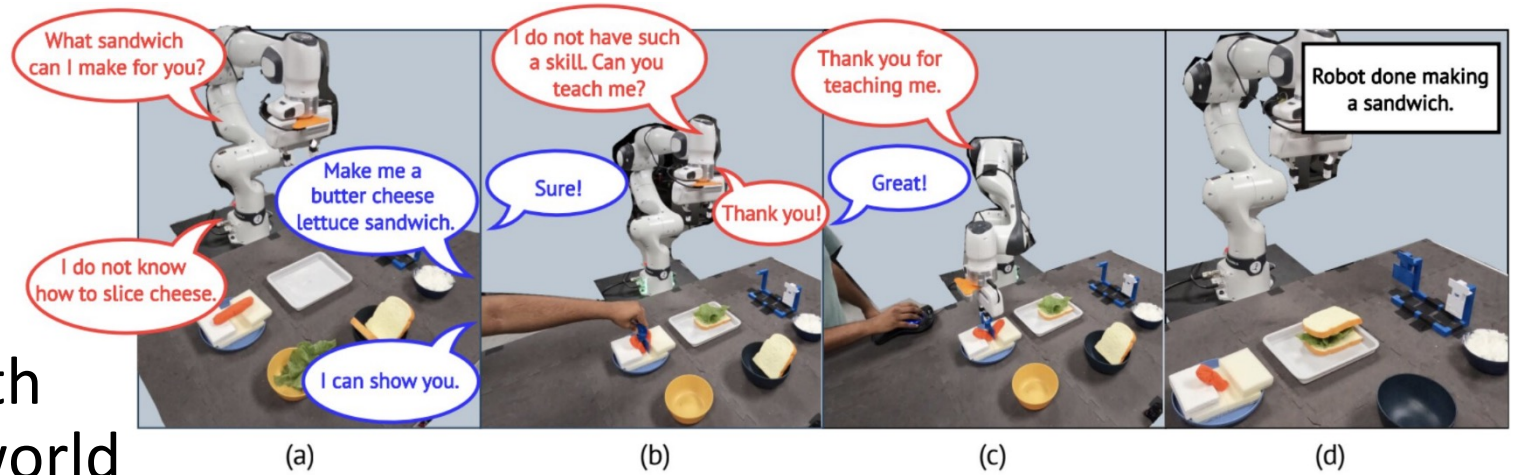 What sandwich
can I make for you?
Make me a
butter cheese
lettuce sandwich.
I do not know
how to slice cheese.
I can show you.
(a)
I do not have such
a skill. Can you
teach me?
Sure!
Thank you!
(b)
Thank you for
teaching me.
Great!
(c)
Robot done making
a sandwich.
(d)
th
world